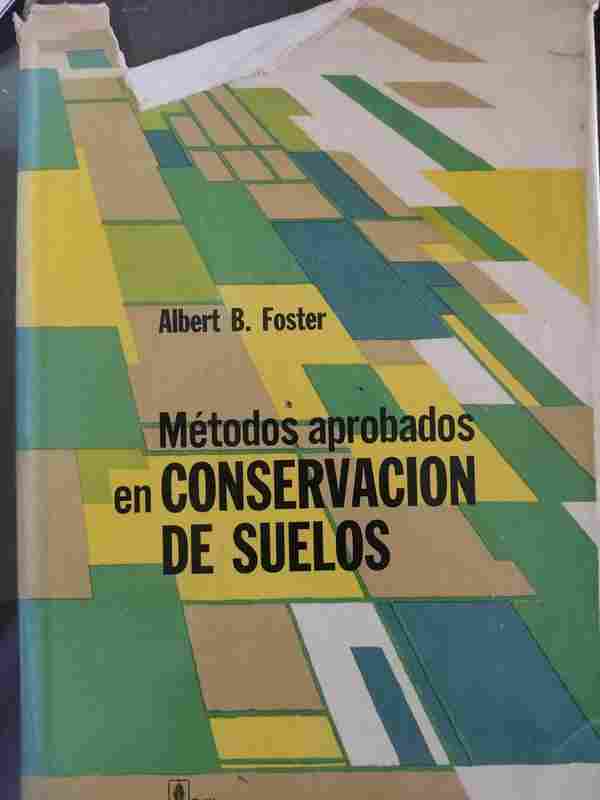 Albert B. Foster
Métodos aprobados
en CONSERVACION
DE SUELOS